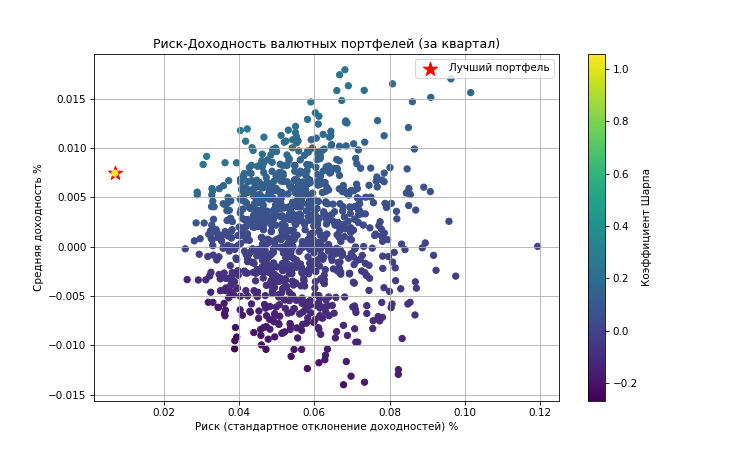 Риск-Доходность валютных портфелей (за квартал)
Лучший портфель
Средняя доходность %
0.015
0.010
0.005
0.000
−0.005
−0.010
−0.015
0.02 0.04 0.06 0.08 0.10 0.12
Риск (стандартное отклонение доходностей) %
1.0
0.8
0.6
0.4
0.2
0.0
−0.2
Коэффициент Шарпа